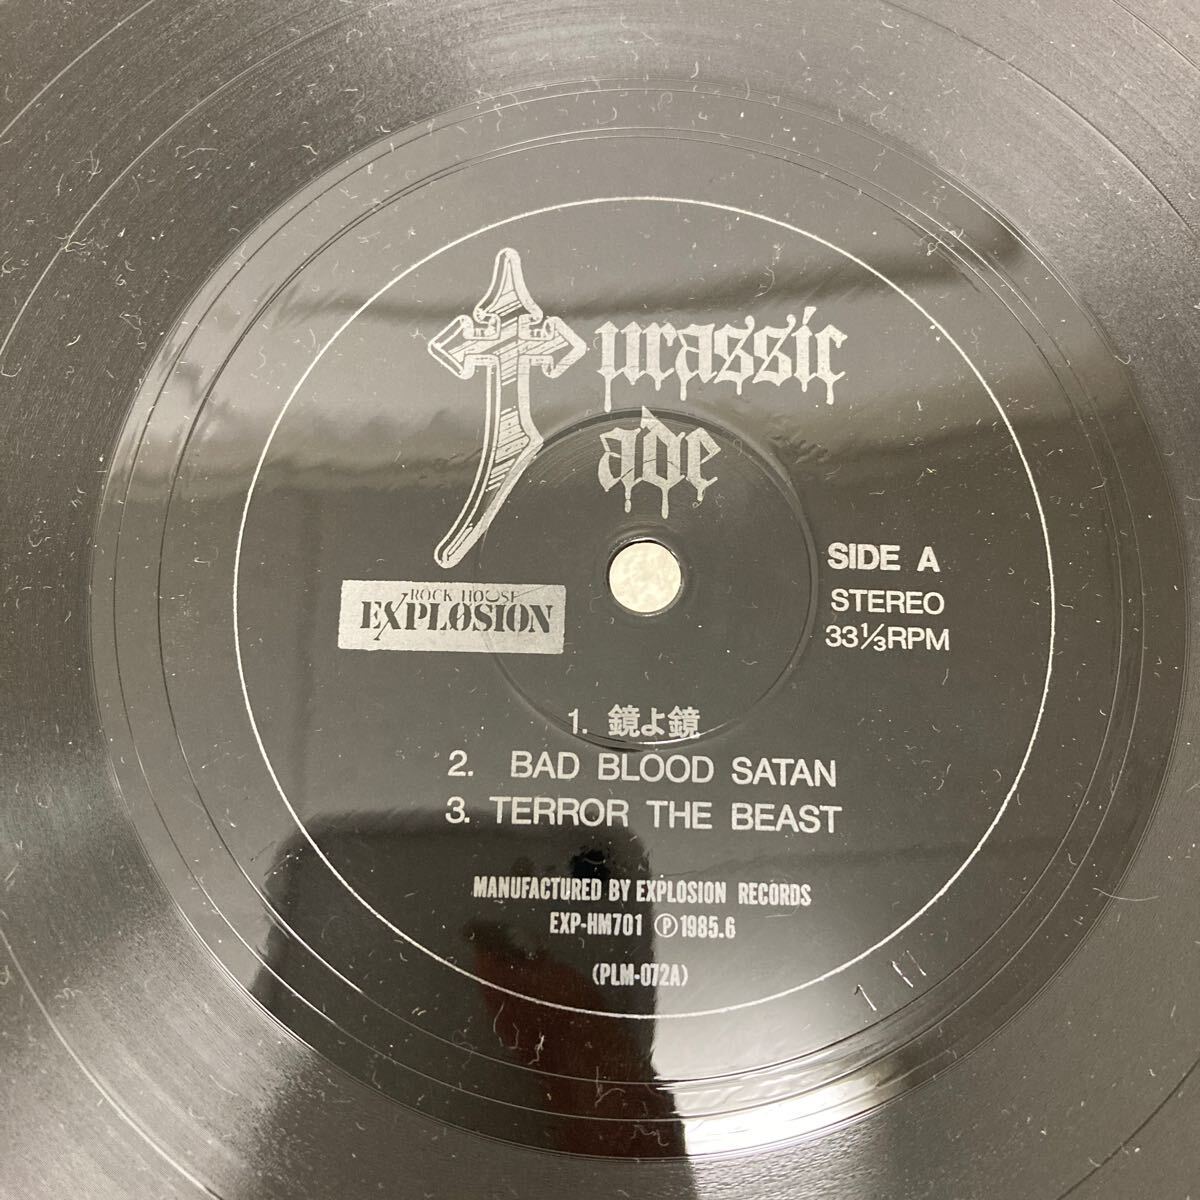 Jurassic
Jade
ROCK HOUSE
EXPLOSION
SIDE A
STEREO
33⅓RPM
1. 鏡よ鏡
2. BAD BLOOD SATAN
3. TERROR THE BEAST
MANUFACTURED BY EXPLOSION RECORDS
EXP-HM701 Ⓟ1985.6
(PLM-072A)